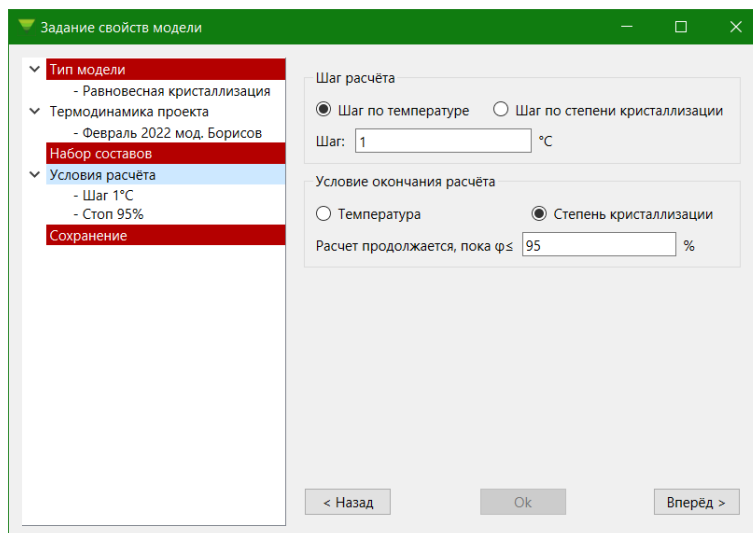 Задание свойств модели
Тип модели
- Равновесная кристаллизация
Термодинамика проекта
- Февраль 2022 мод. Борисов
Набор составов
Условия расчёта
- Шаг 1°C
- Стоп 95%
Сохранение
Шаг расчёта
Шаг по температуре Шаг по степени кристаллизации
Шаг: 1 °C
Условие окончания расчёта
Температура Степень кристаллизации
Расчет продолжается, пока φ≤ 95 %
< Назад Ok Вперёд >